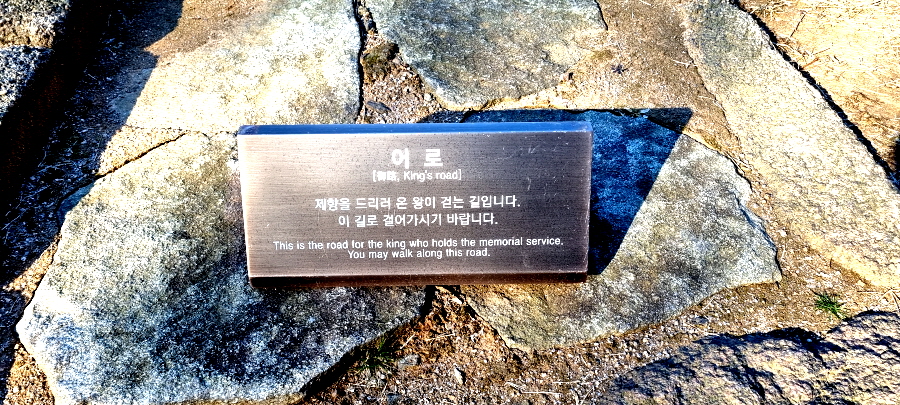 어 로
[御路, King's road]
제향을 드리러 온 왕이 걷는 길입니다.
이 길로 걸어가시기 바랍니다.
This is the road for the king who holds the memorial service.
You may walk along this road.